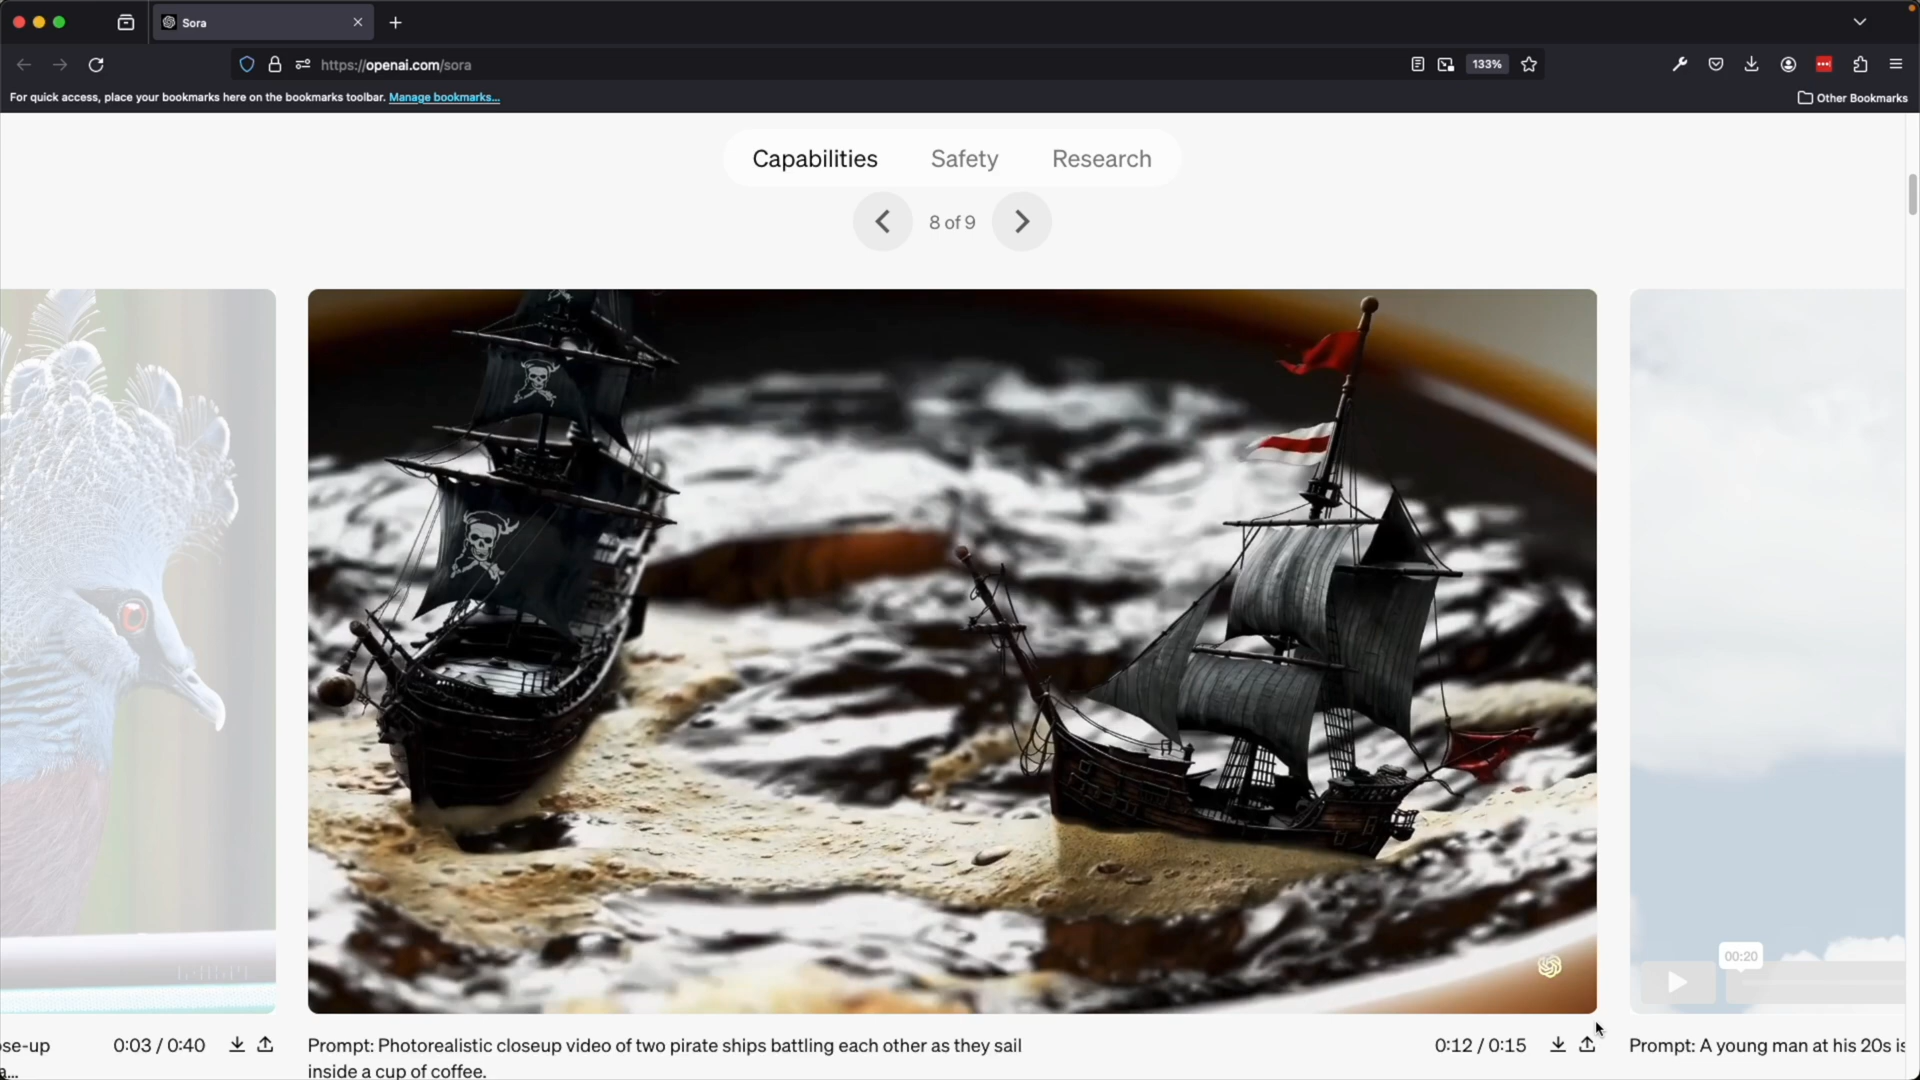 Sora
https://openai.com/sora
133%
For quick access, place your bookmarks here on the bookmarks toolbar. Manage bookmarks...
Other Bookmarks
Capabilities
Safety
Research
8 of 9
00:20
se-up
0:03 / 0:40
a...
Prompt: Photorealistic closeup video of two pirate ships battling each other as they sail
inside a cup of coffee.
0:12 / 0:15
Prompt: A young man at his 20s is